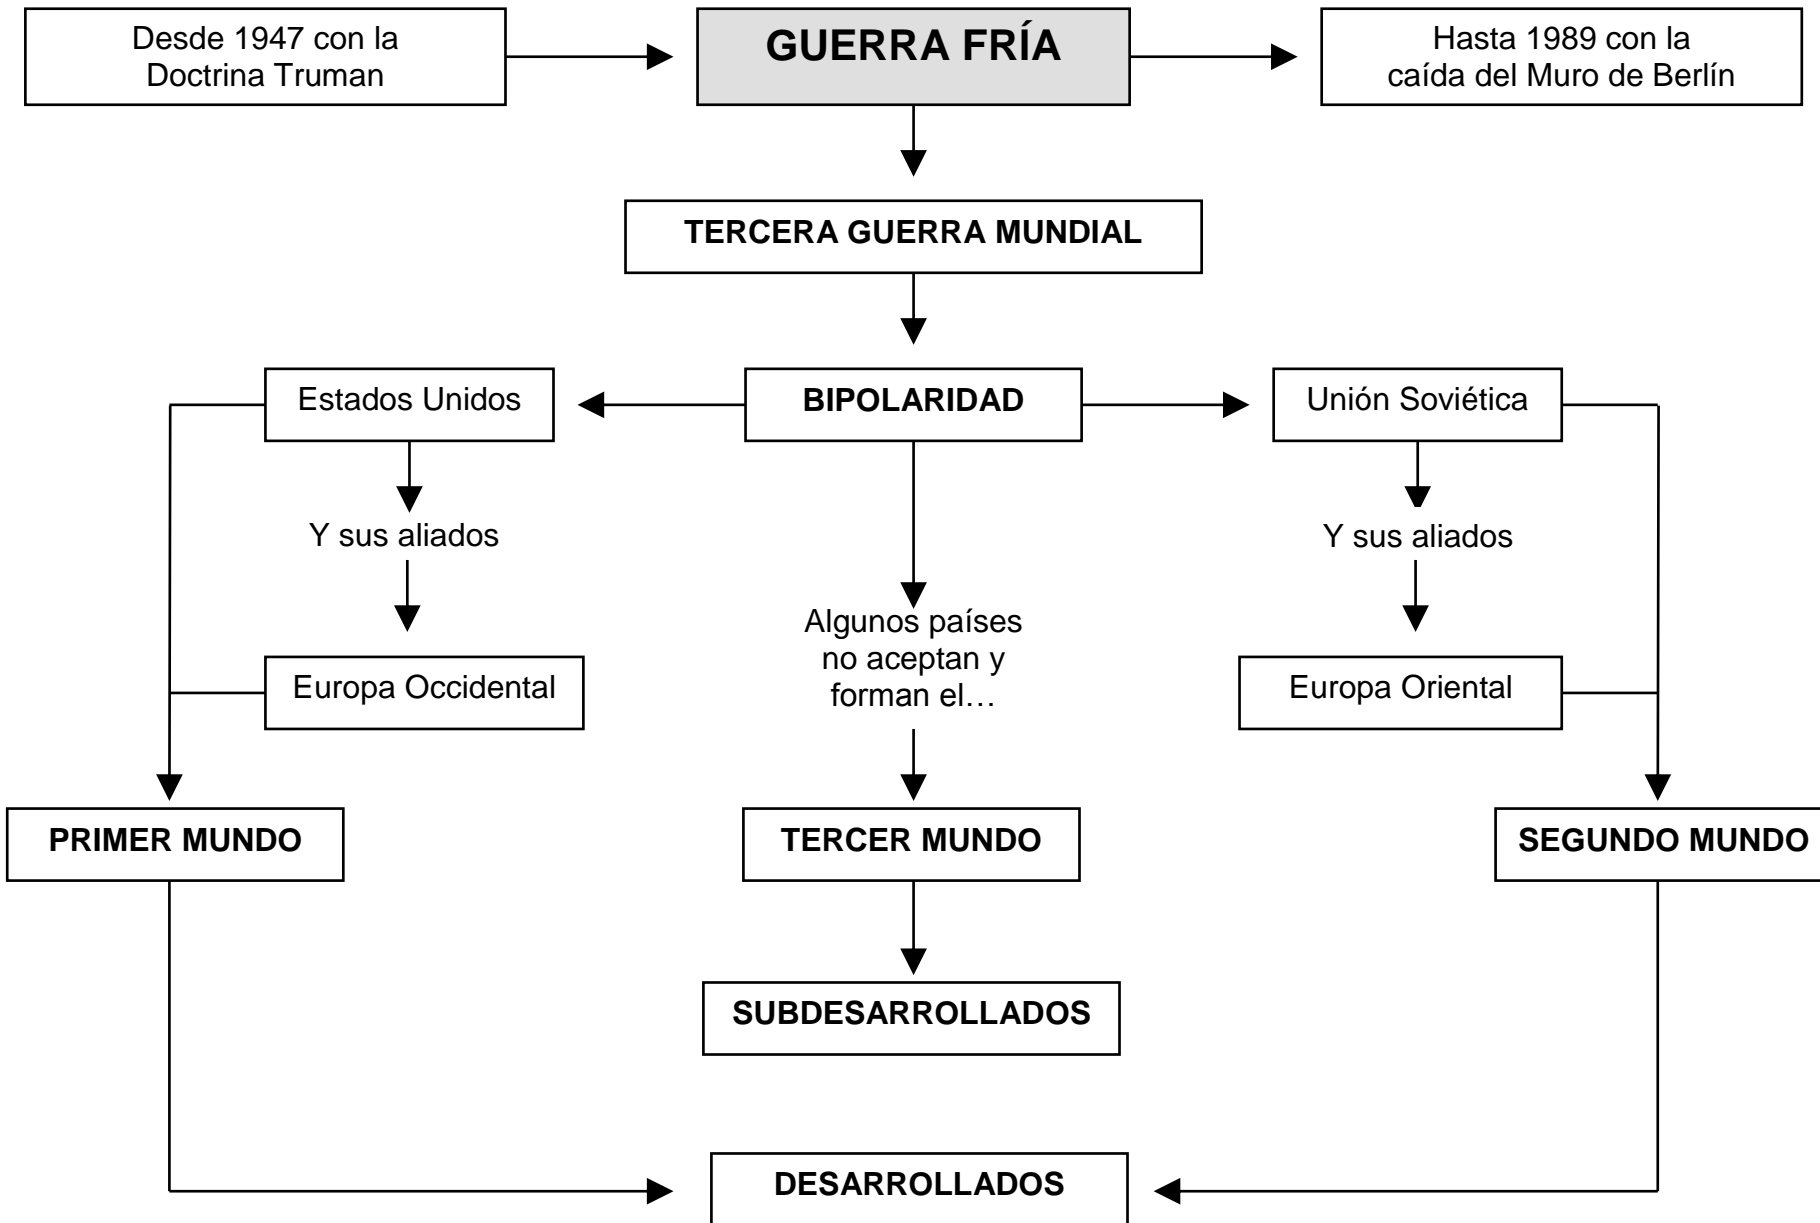 Desde 1947 con la
Doctrina Truman
GUERRA FRÍA
Hasta 1989 con la
caída del Muro de Berlín
TERCERA GUERRA MUNDIAL
Estados Unidos
BIPOLARIDAD
Unión Soviética
Y sus aliados
Y sus aliados
Algunos países
no aceptan y
forman el…
Europa Occidental
Europa Oriental
PRIMER MUNDO
TERCER MUNDO
SEGUNDO MUNDO
SUBDESARROLLADOS
DESARROLLADOS